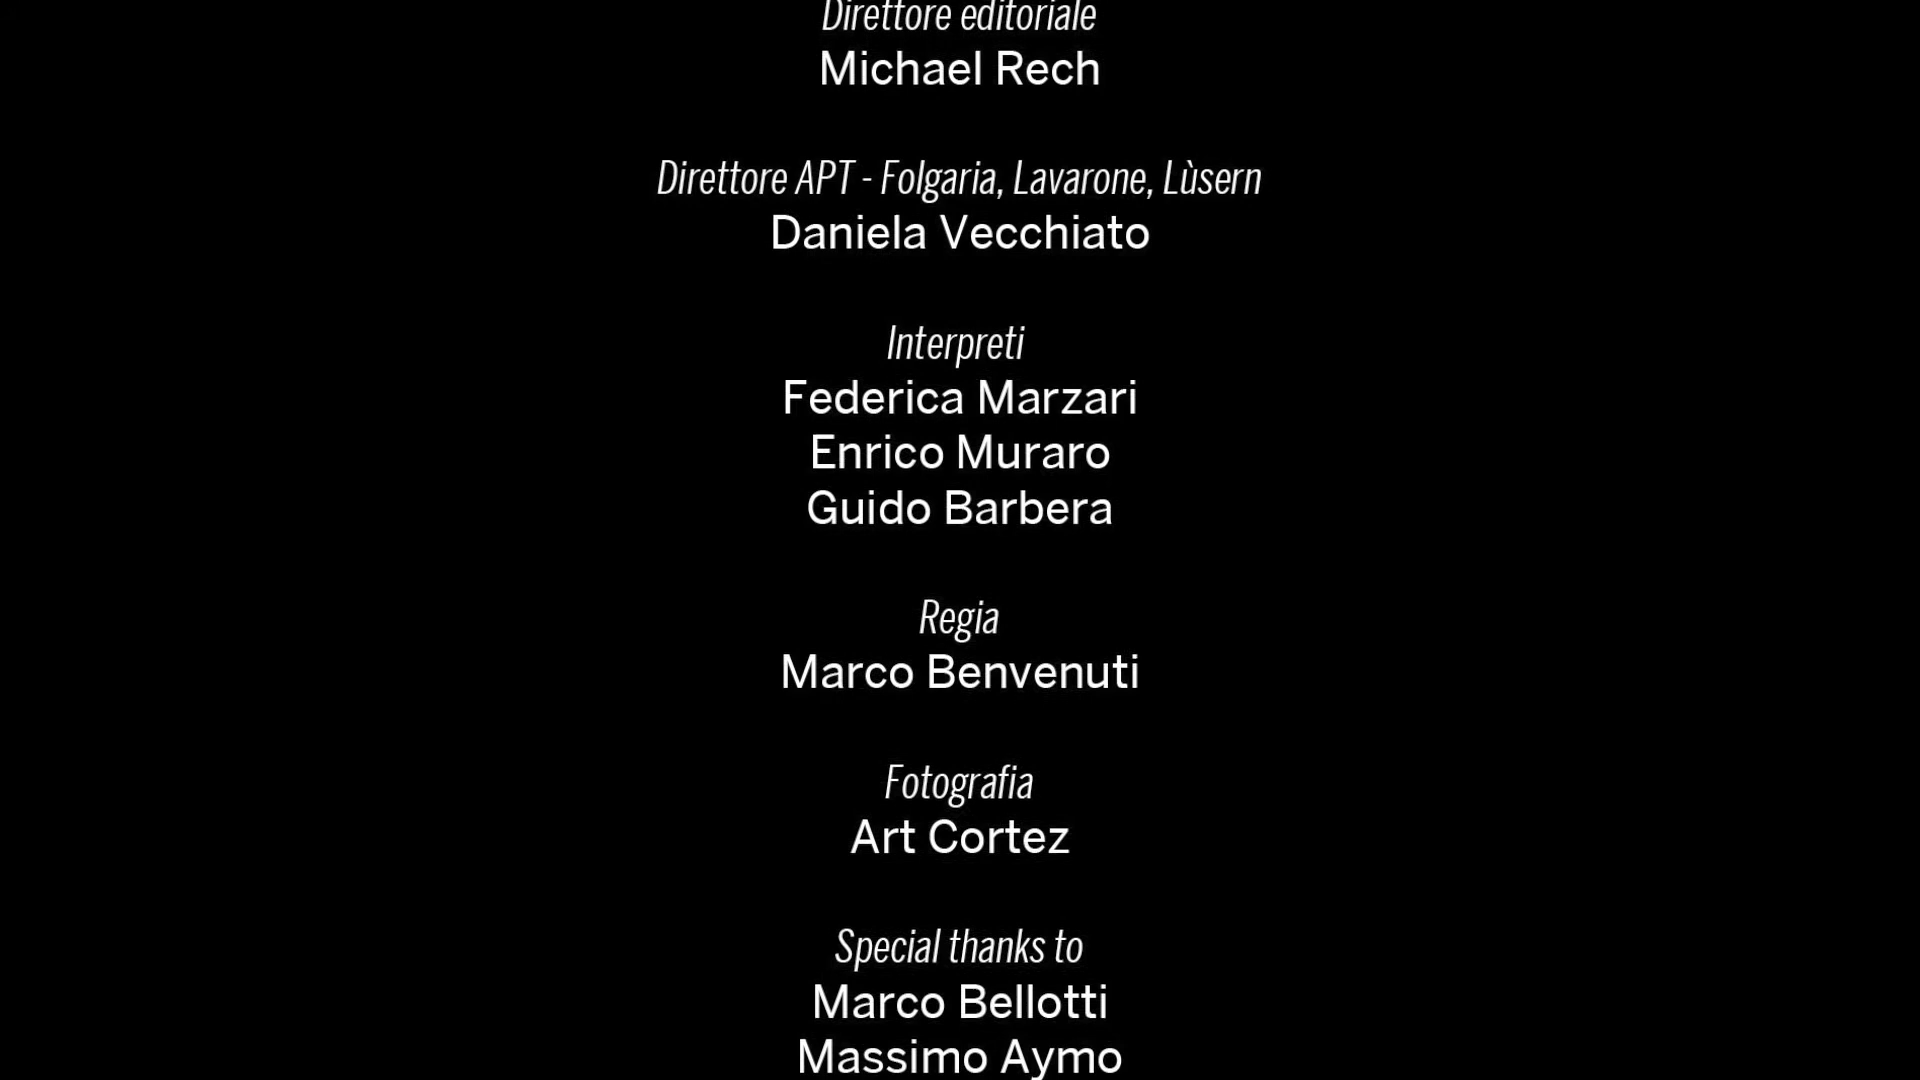 Direttore editoriale
Michael Rech
Direttore APT - Folgaria, Lavarone, Lùsern
Daniela Vecchiato
Interpreti
Federica Marzari
Enrico Muraro
Guido Barbera
Regia
Marco Benvenuti
Fotografia
Art Cortez
Special thanks to
Marco Bellotti
Massimo Aymo